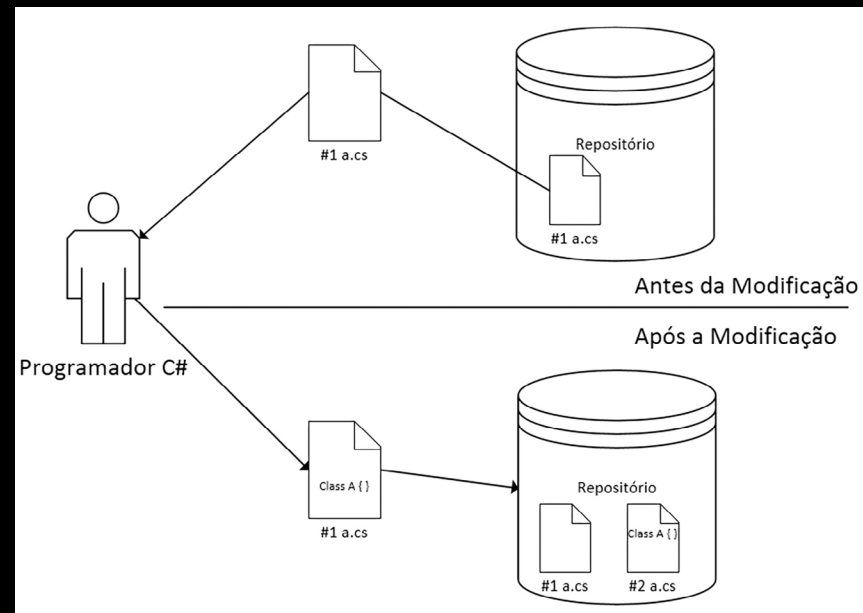 #1 a.cs
Repositório
#1 a.cs
Antes da Modificação
Após a Modificação
Programador C#
Class A { }
#1 a.cs
Repositório
Class A { }
#1 a.cs
#2 a.cs